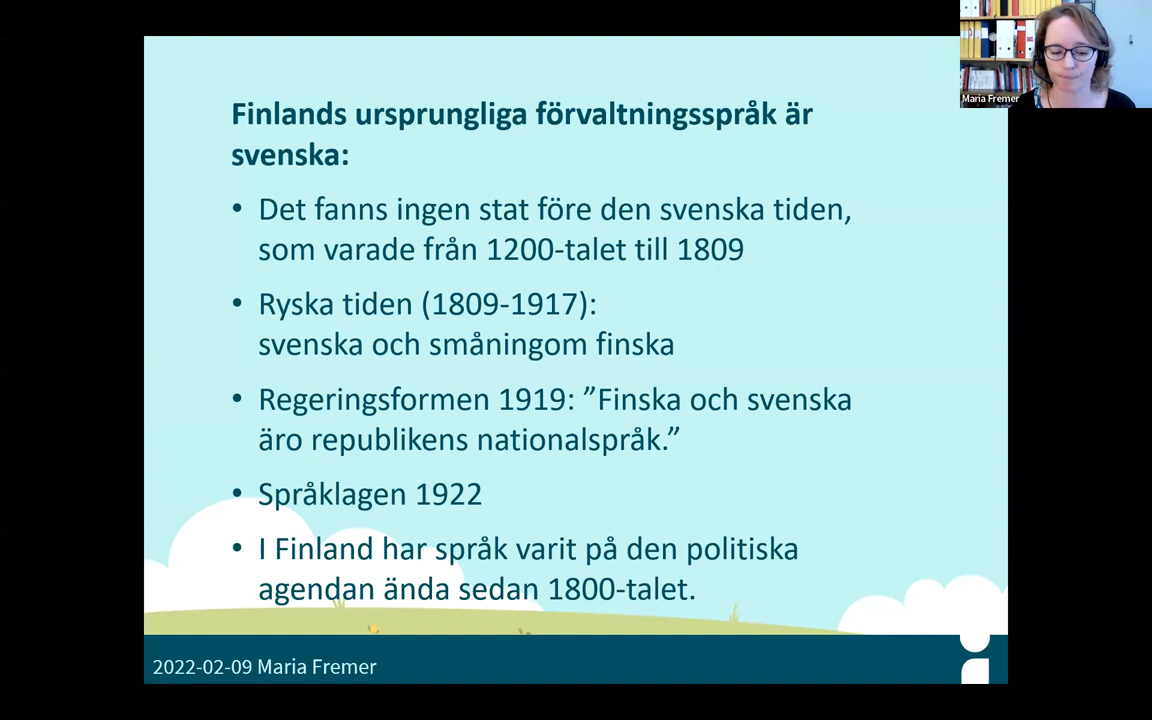 Finlands ursprungliga förvaltningsspråk är
svenska:
• Det fanns ingen stat före den svenska tiden,
som varade från 1200-talet till 1809
• Ryska tiden (1809-1917):
svenska och småningom finska
• Regeringsformen 1919: ”Finska och svenska
äro republikens nationalspråk.”
• Språklagen 1922
• I Finland har språk varit på den politiska
agendan ända sedan 1800-talet.
2022-02-09 Maria Fremer
Maria Fremer